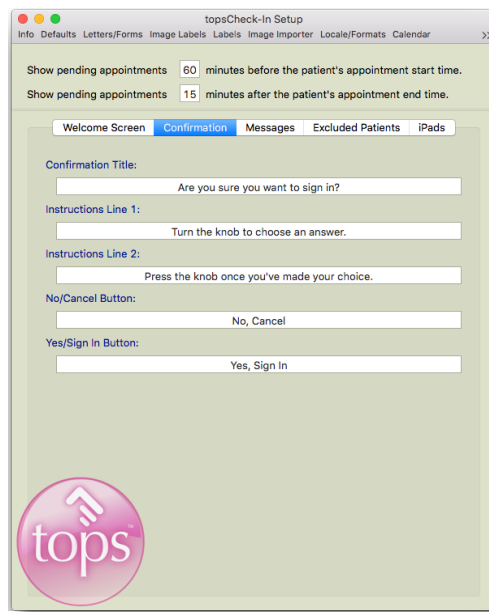 topsCheck-In Setup
Info Defaults Letters/Forms Image Labels Labels Image Importer Locale/Formats Calendar »
Show pending appointments 60 minutes before the patient's appointment start time.
Show pending appointments 15 minutes after the patient's appointment end time.
Welcome Screen Confirmation Messages Excluded Patients iPads
Confirmation Title:
Are you sure you want to sign in?
Instructions Line 1:
Turn the knob to choose an answer.
Instructions Line 2:
Press the knob once you've made your choice.
No/Cancel Button:
No, Cancel
Yes/Sign In Button:
Yes, Sign In
tops™